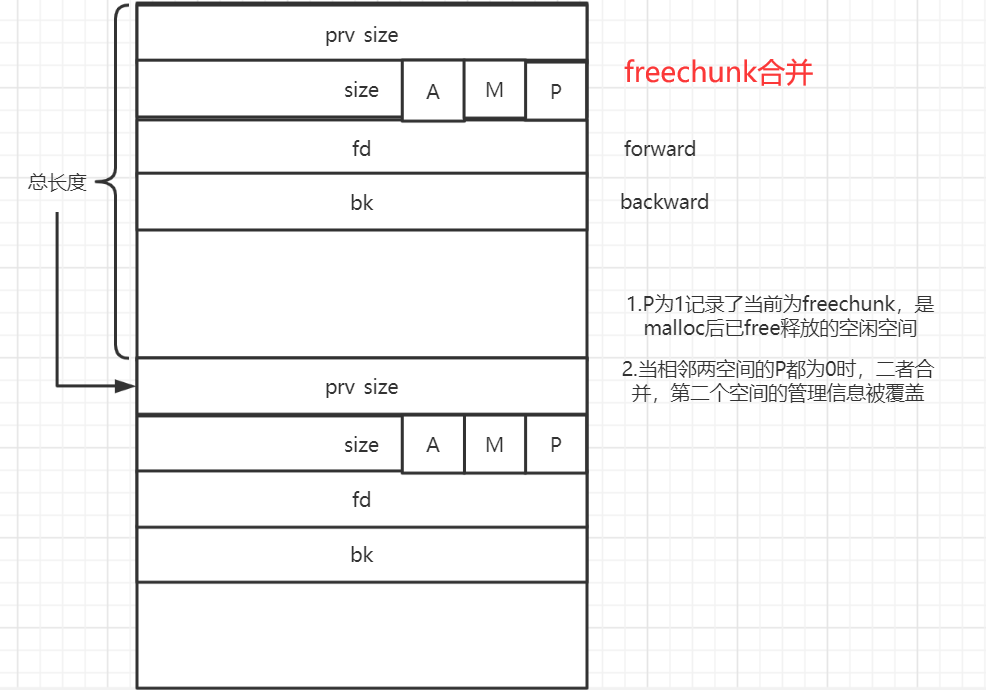 prv size
freechunk合并
size A M P
fd forward
总长度
bk backward
1.P为1记录了当前为freechunk，是
malloc后已free释放的空闲空间
2.当相邻两空间的P都为0时，二者合
并，第二个空间的管理信息被覆盖
prv size
size A M P
fd
bk